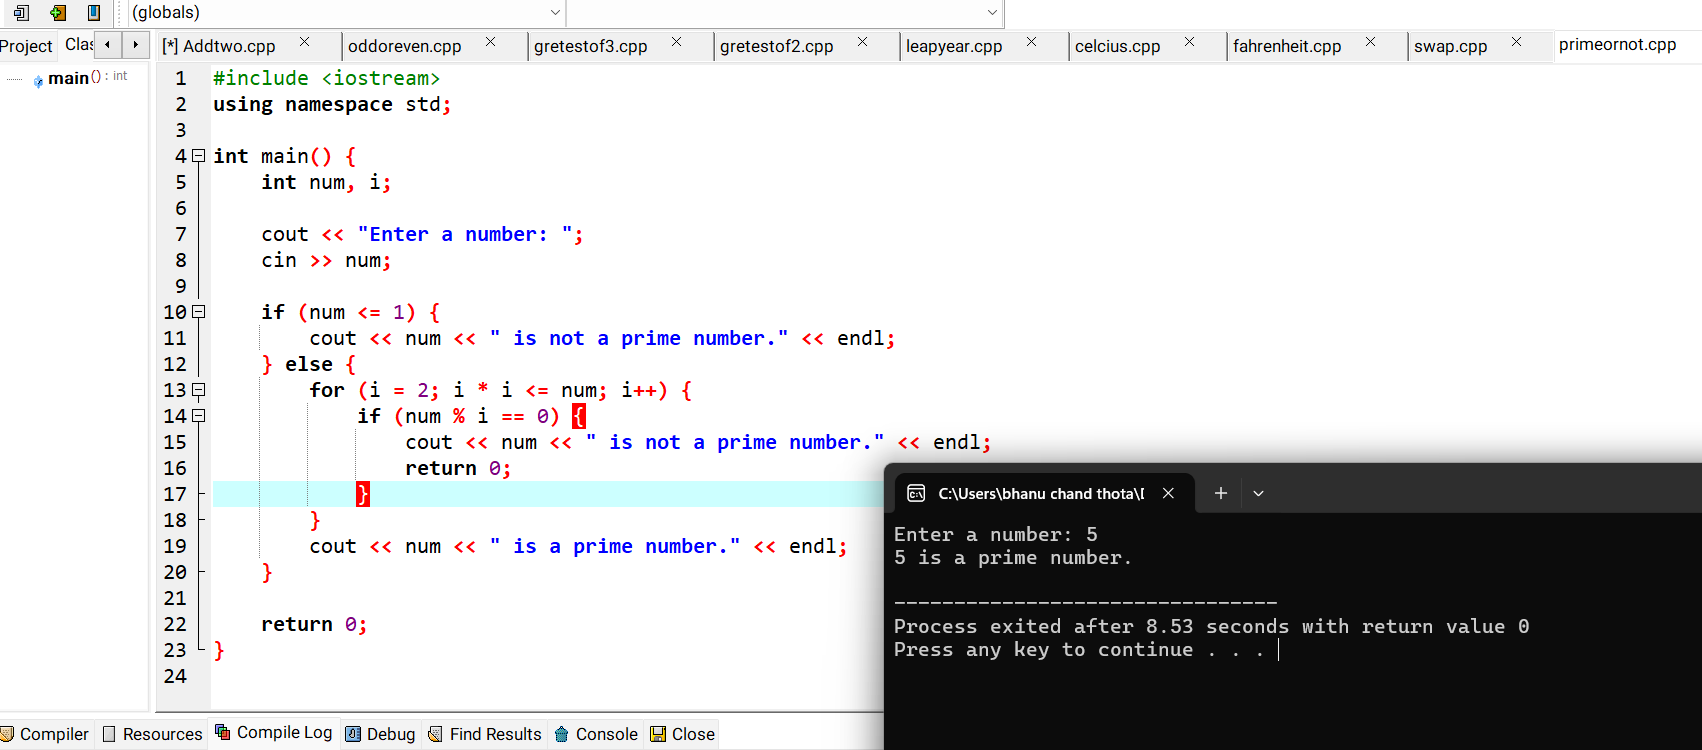 (globals)
Project Clas [*] Addtwo.cpp oddoreven.cpp gretestof3.cpp gretestof2.cpp leapyear.cpp celcius.cpp fahrenheit.cpp swap.cpp primeornot.cpp
main() : int
1 #include <iostream>
2 using namespace std;
3
4 int main() {
5 int num, i;
6
7 cout << "Enter a number: ";
8 cin >> num;
9
10 if (num <= 1) {
11 cout << num << " is not a prime number." << endl;
12 } else {
13 for (i = 2; i * i <= num; i++) {
14 if (num % i == 0) {
15 cout << num << " is not a prime number." << endl;
16 return 0;
17 }
18 }
19 cout << num << " is a prime number." << endl;
20 }
21
22 return 0;
23 }
24
C:\Users\bhanu chand thota\
Enter a number: 5
5 is a prime number.
--------------------------------
Process exited after 8.53 seconds with return value 0
Press any key to continue . . .
Compiler Resources Compile Log Debug Find Results Console Close